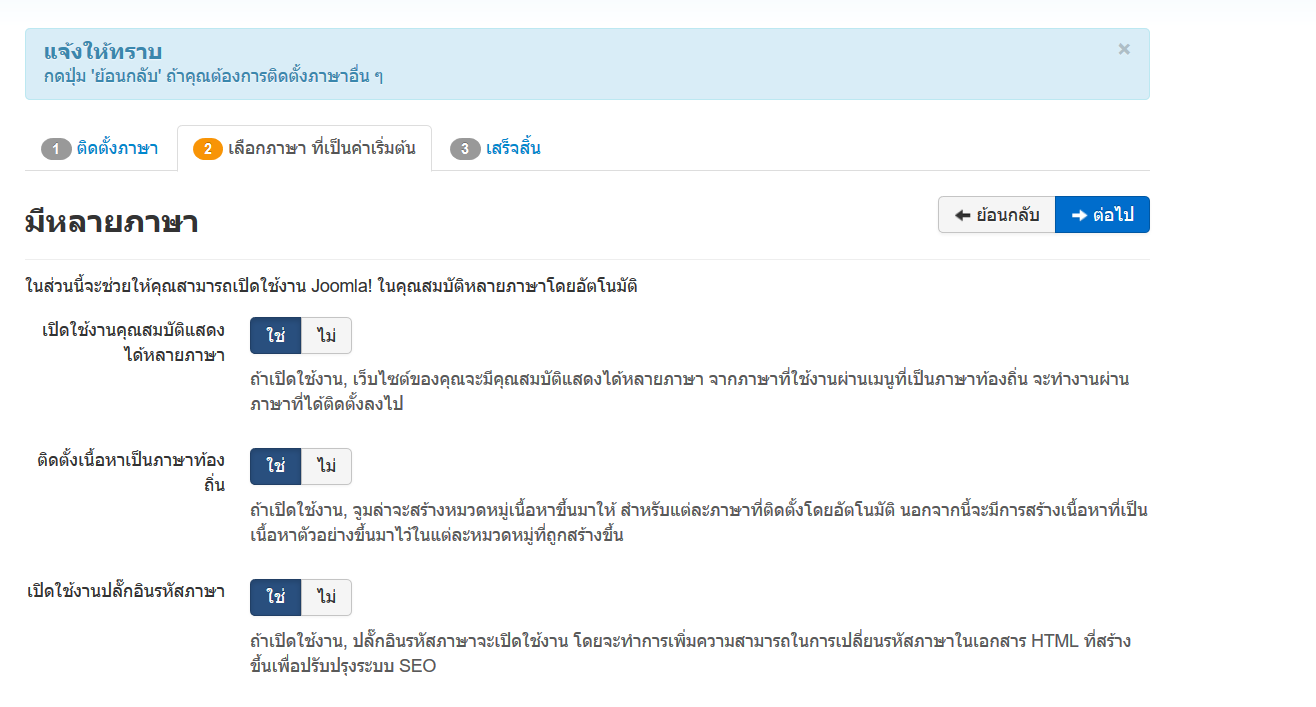 แจ้งให้ทราบ
×
กดปุ่ม 'ย้อนกลับ' ถ้าคุณต้องการติดตั้งภาษาอื่น ๆ
1 ติดตั้งภาษา
2 เลือกภาษา ที่เป็นค่าเริ่มต้น
3 เสร็จสิ้น
มีหลายภาษา
ย้อนกลับ
ต่อไป
ในส่วนนี้จะช่วยให้คุณสามารถเปิดใช้งาน Joomla! ในคุณสมบัติหลายภาษาโดยอัตโนมัติ
เปิดใช้งานคุณสมบัติแสดง
ได้หลายภาษา
ใช่ ไม่
ถ้าเปิดใช้งาน, เว็บไซต์ของคุณจะมีคุณสมบัติแสดงได้หลายภาษา จากภาษาที่ใช้งานผ่านเมนูที่เป็นภาษาท้องถิ่น จะทำงานผ่าน
ภาษาที่ได้ติดตั้งลงไป
ติดตั้งเนื้อหาเป็นภาษาท้อง
ถิ่น
ใช่ ไม่
ถ้าเปิดใช้งาน, จูมล่าจะสร้างหมวดหมู่เนื้อหาขึ้นมาให้ สำหรับแต่ละภาษาที่ติดตั้งโดยอัตโนมัติ นอกจากนี้จะมีการสร้างเนื้อหาที่เป็น
เนื้อหาตัวอย่างขึ้นมาไว้ในแต่ละหมวดหมู่ที่ถูกสร้างขึ้น
เปิดใช้งานปลั๊กอินรหัสภาษา
ใช่ ไม่
ถ้าเปิดใช้งาน, ปลั๊กอินรหัสภาษาจะเปิดใช้งาน โดยจะทำการเพิ่มความสามารถในการเปลี่ยนรหัสภาษาในเอกสาร HTML ที่สร้าง
ขึ้นเพื่อปรับปรุงระบบ SEO